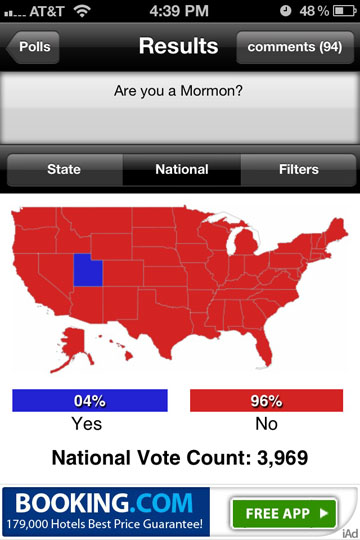 AT&T 4:39 PM 48%
Polls Results comments (94)
Are you a Mormon?
State National Filters
04% 96%
Yes No
National Vote Count: 3,969
BOOKING.COM
179,000 Hotels Best Price Guarantee!
FREE APP
iAd